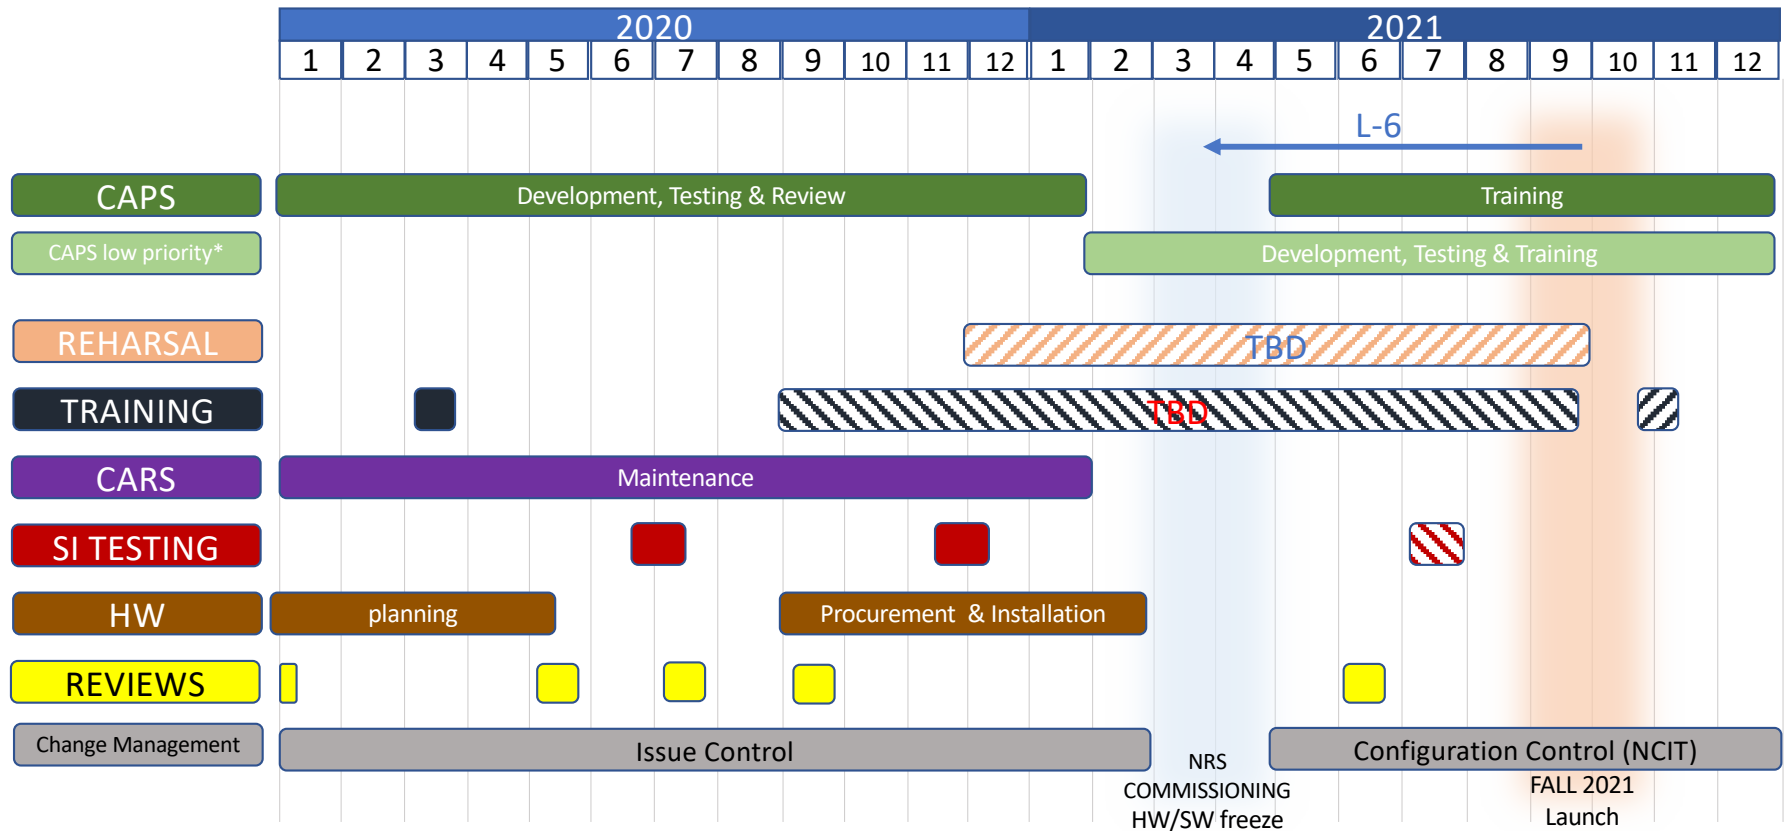 2020 2021
1 2 3 4 5 6 7 8 9 10 11 12 1 2 3 4 5 6 7 8 9 10 11 12
L-6
CAPS Development, Testing & Review Training
CAPS low priority* Development, Testing & Training
REHARSAL TBD
TRAINING TBD
CARS Maintenance
SI TESTING
HW planning Procurement & Installation
REVIEWS
Change Management Issue Control Configuration Control (NCIT)
NRS
COMMISSIONING
HW/SW freeze
FALL 2021
Launch